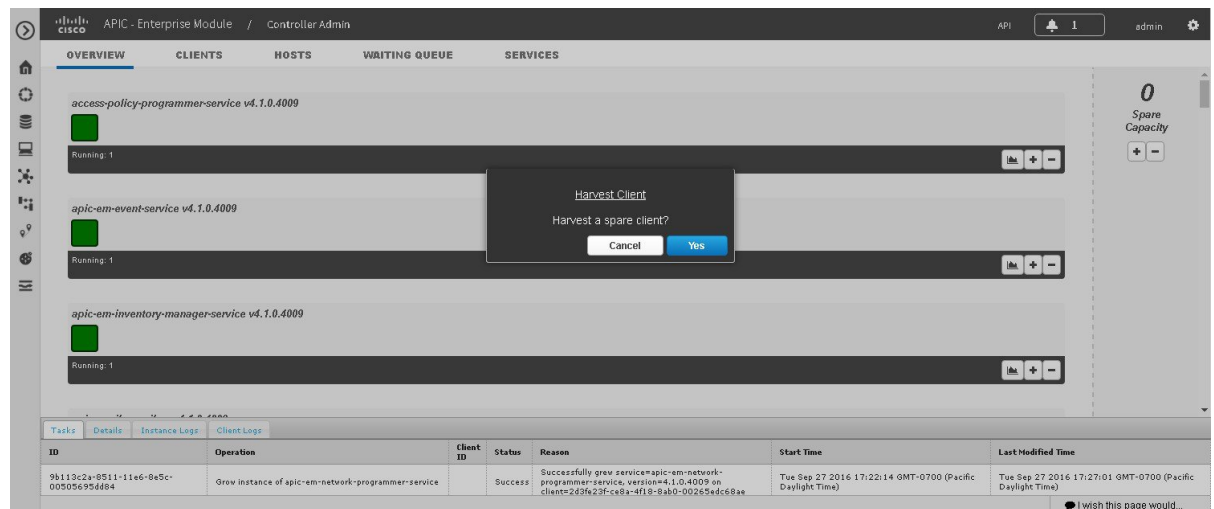 cisco APIC - Enterprise Module / Controller Admin API 1 admin
OVERVIEW CLIENTS HOSTS WAITING QUEUE SERVICES
access-policy-programmer-service v4.1.0.4009
Running: 1
0
Spare
Capacity
Harvest Client
Harvest a spare client?
Cancel Yes
apic-em-event-service v4.1.0.4009
Running: 1
apic-em-inventory-manager-service v4.1.0.4009
Running: 1
Tasks Details Instance Logs Client Logs
ID Operation Client ID Status Reason Start Time Last Modified Time
9b113c2a-8511-11e6-8e5c-
00505695dd84
Grow instance of apic-em-network-programmer-service
Success
Successfully grew service=apic-em-network-
programmer-service, version=4.1.0.4009 on
client=2d3fe23f-ce8a-4f18-8ab0-00265edc68ae
Tue Sep 27 2016 17:22:14 GMT-0700 (Pacific
Daylight Time)
Tue Sep 27 2016 17:27:01 GMT-0700 (Pacific
Daylight Time)
I wish this page would...